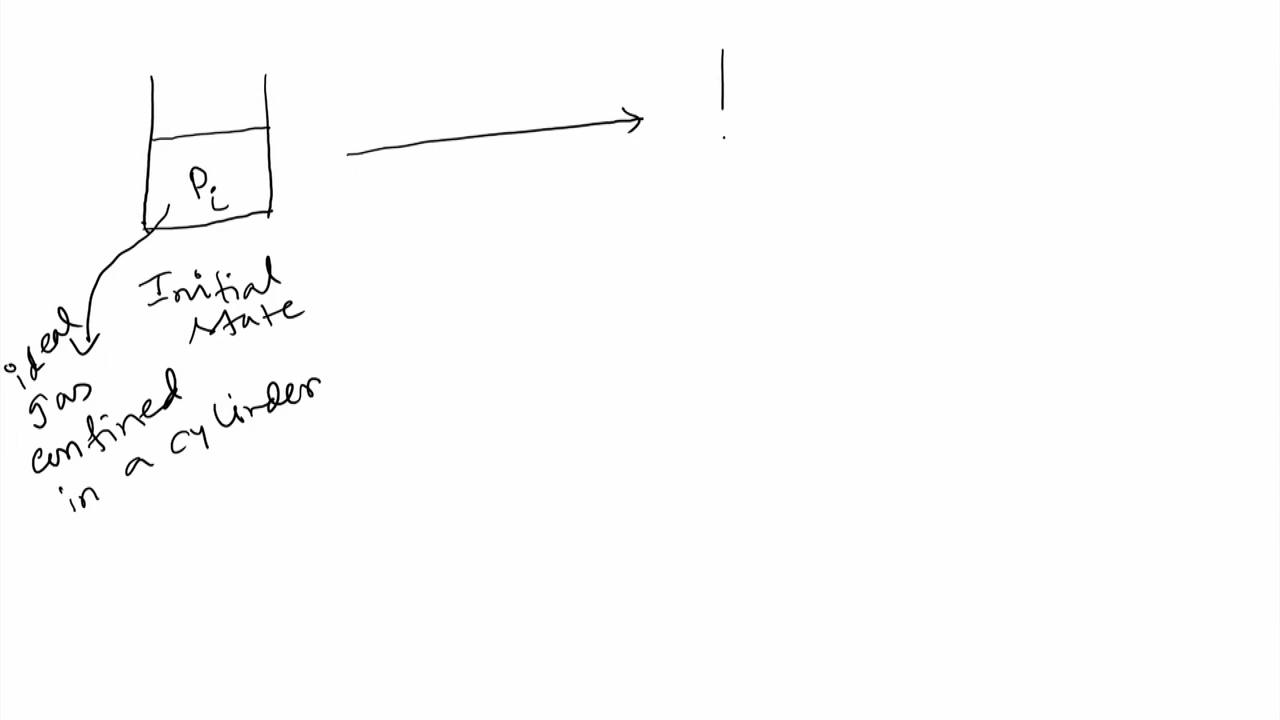 Pi
Initial
state
ideal
gas
confined
in a cylinder